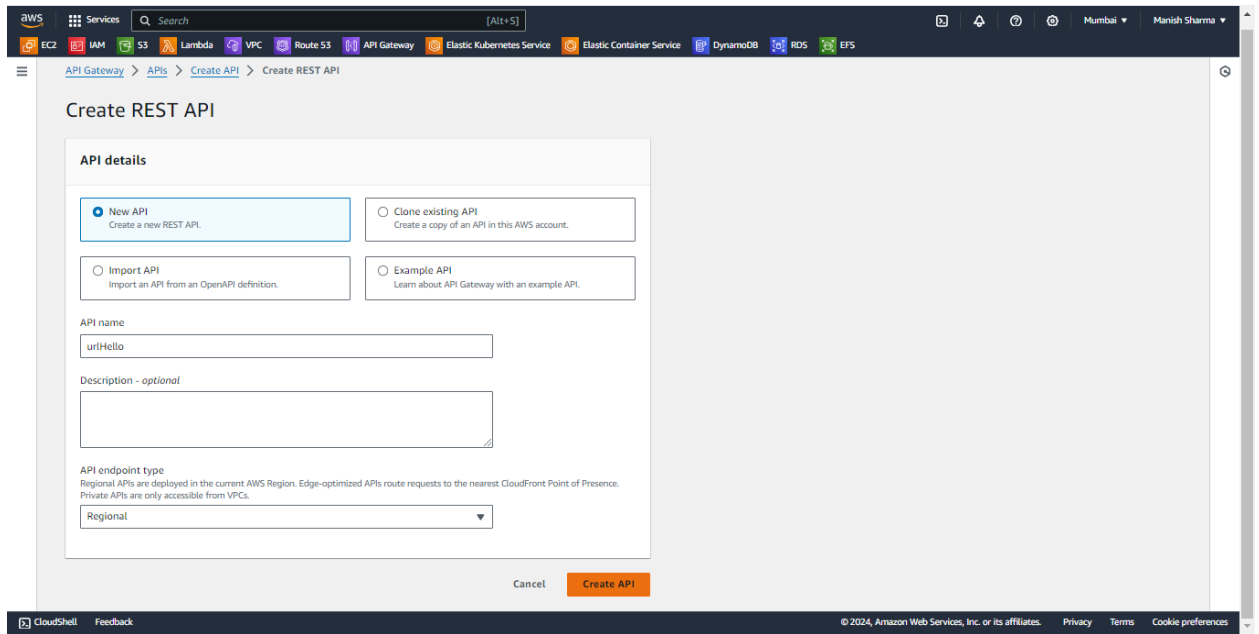 aws Services Search [Alt+S] Mumbai Manish Sharma
EC2 IAM S3 Lambda VPC Route 53 API Gateway Elastic Kubernetes Service Elastic Container Service DynamoDB RDS EFS
API Gateway > APIs > Create API > Create REST API
Create REST API
API details
New API
Create a new REST API.
Clone existing API
Create a copy of an API in this AWS account.
Import API
Import an API from an OpenAPI definition.
Example API
Learn about API Gateway with an example API.
API name
urlHello
Description - optional
API endpoint type
Regional APIs are deployed in the current AWS Region. Edge-optimized APIs route requests to the nearest CloudFront Point of Presence.
Private APIs are only accessible from VPCs.
Regional
Cancel Create API
CloudShell Feedback © 2024, Amazon Web Services, Inc. or its affiliates. Privacy Terms Cookie preferences